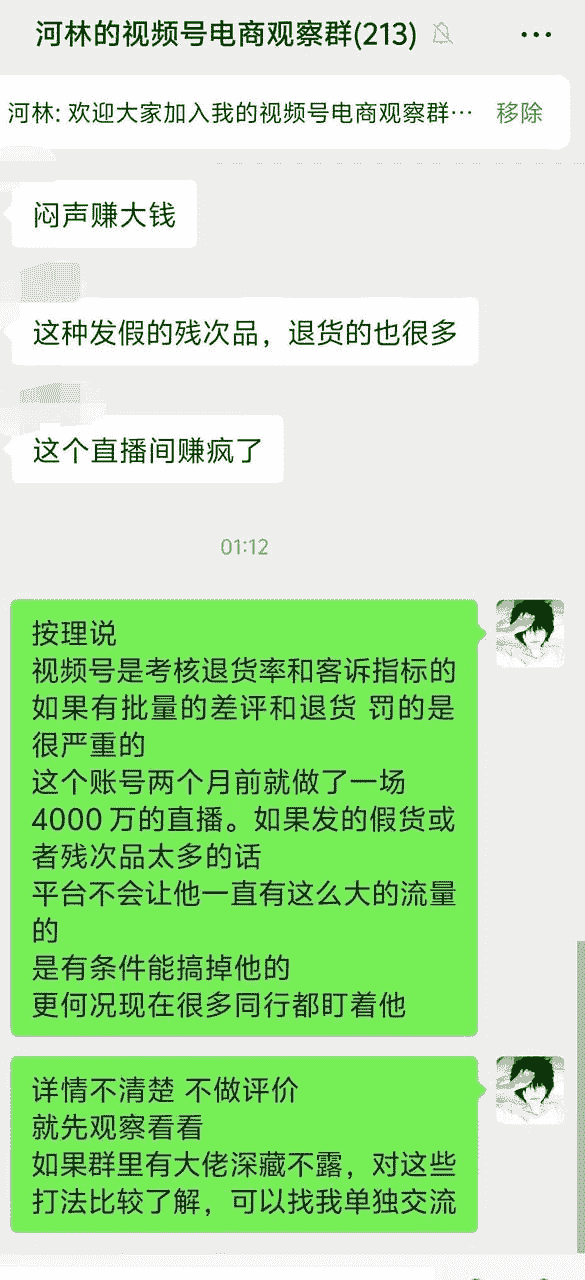 河林的视频号电商观察群(213)
河林: 欢迎大家加入我的视频号电商观察群… 移除
闷声赚大钱
这种发假的残次品，退货的也很多
这个直播间赚疯了
01:12
按理说
视频号是考核退货率和客诉指标的
如果有批量的差评和退货 罚的是
很严重的
这个账号两个月前就做了一场
4000万的直播。如果发的假货或
者残次品太多的话
平台不会让他一直有这么大的流量
的
是有条件能搞掉他的
更何况现在很多同行都盯着他
详情不清楚 不做评价
就先观察看看
如果群里有大佬深藏不露，对这些
打法比较了解，可以找我单独交流